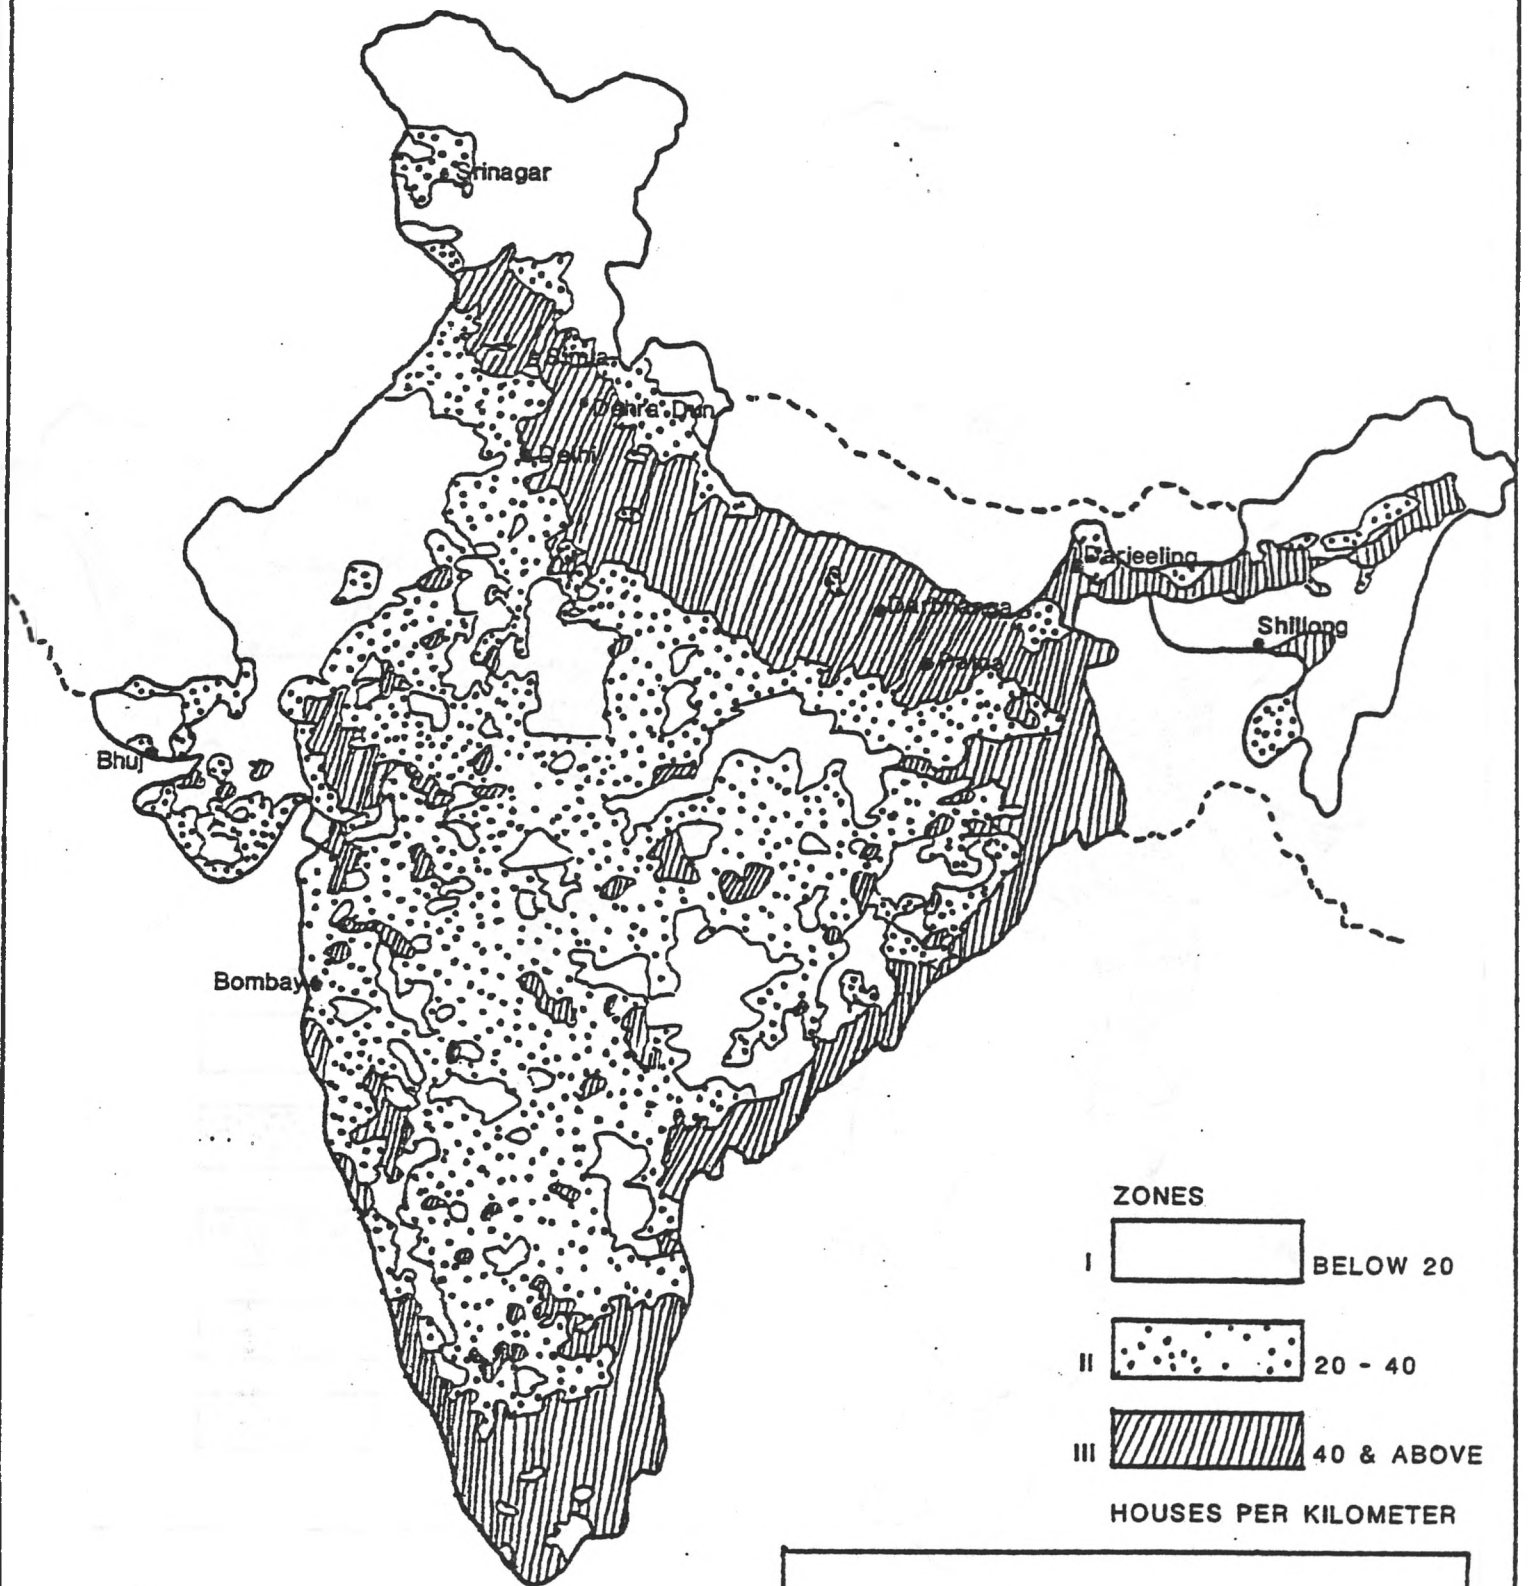 Srinagar
Simla
Dehra Dun
Delhi
Darjeeling
Darbhanga
Shillong
Patna
Bhuj
Bombay
ZONES
I BELOW 20
II 20 - 40
III 40 & ABOVE
HOUSES PER KILOMETER